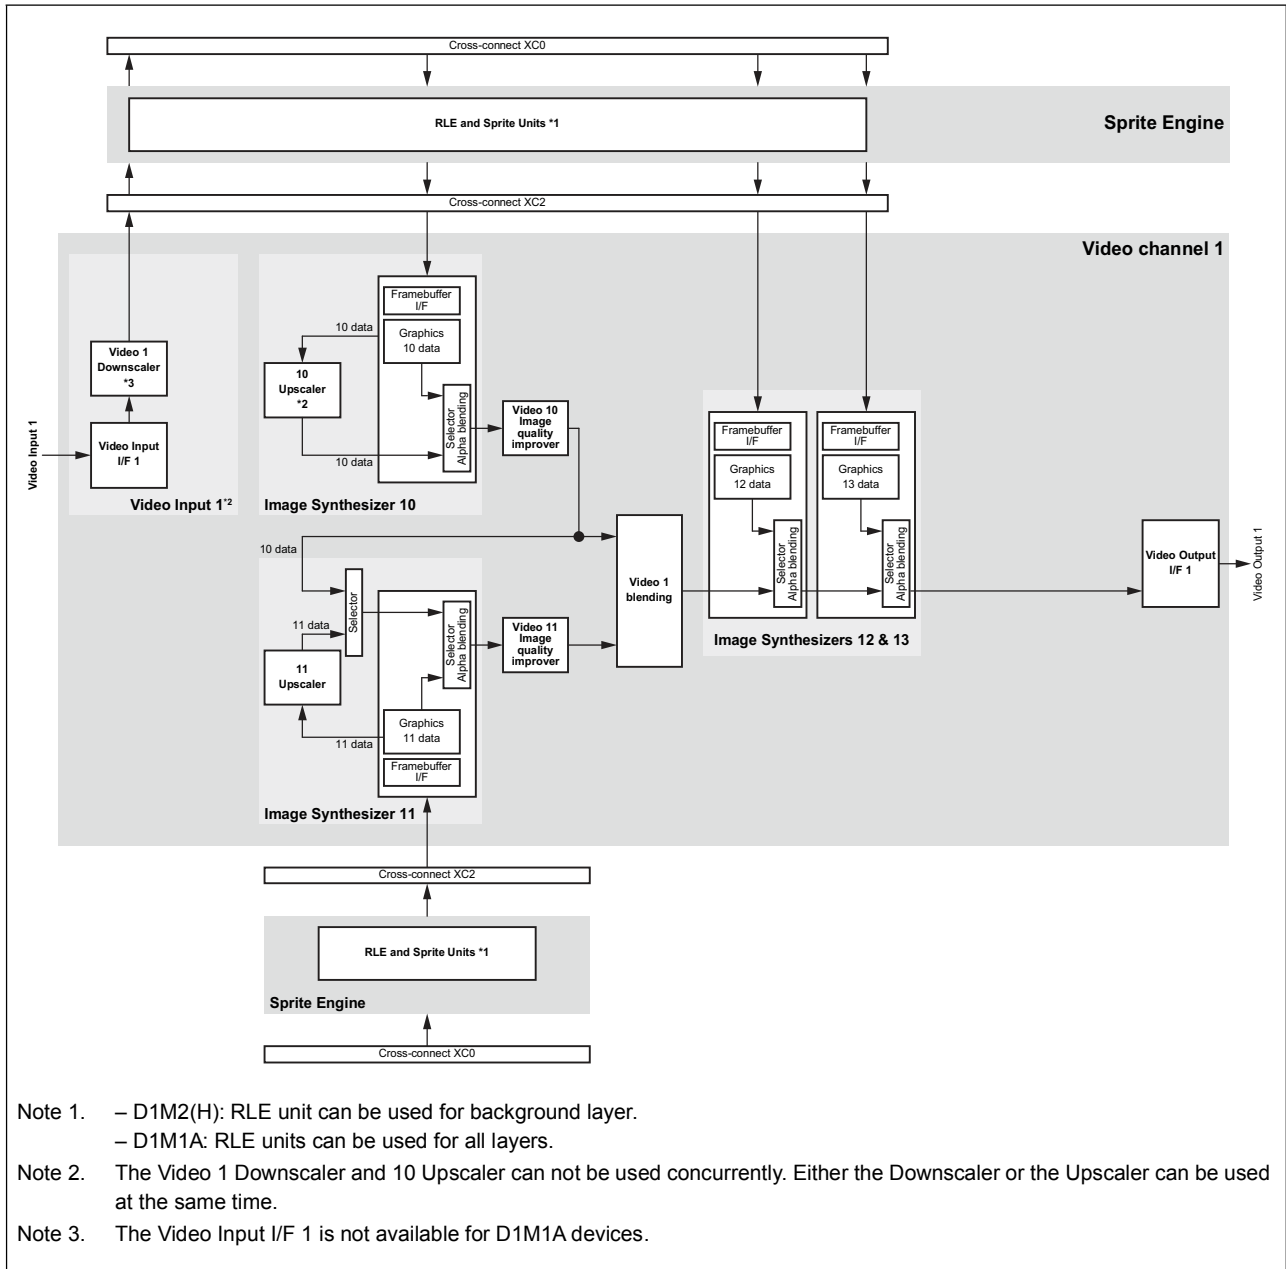 Cross-connect XC0
RLE and Sprite Units *1
Sprite Engine
Cross-connect XC2
Video channel 1
Framebuffer
I/F
10 data
Graphics
10 data
Video 1
Downscaler
*3
10
Upscaler
*2
Selector
Alpha blending
Video 10
Image
quality
improver
Video Input 1
Video Input
I/F 1
10 data
Video Input 1*2
Image Synthesizer 10
Framebuffer
I/F
Graphics
12 data
Selector
Alpha blending
Framebuffer
I/F
Graphics
13 data
Selector
Alpha blending
10 data
Selector
11 data
11
Upscaler
Selector
Alpha blending
Video 11
Image
quality
improver
Video 1
blending
Image Synthesizers 12 & 13
Video Output
I/F 1
Video Output 1
Graphics
11 data
11 data
Framebuffer
I/F
Image Synthesizer 11
Cross-connect XC2
RLE and Sprite Units *1
Sprite Engine
Cross-connect XC0
Note 1. – D1M2(H): RLE unit can be used for background layer.
– D1M1A: RLE units can be used for all layers.
Note 2. The Video 1 Downscaler and 10 Upscaler can not be used concurrently. Either the Downscaler or the Upscaler can be used
at the same time.
Note 3. The Video Input I/F 1 is not available for D1M1A devices.